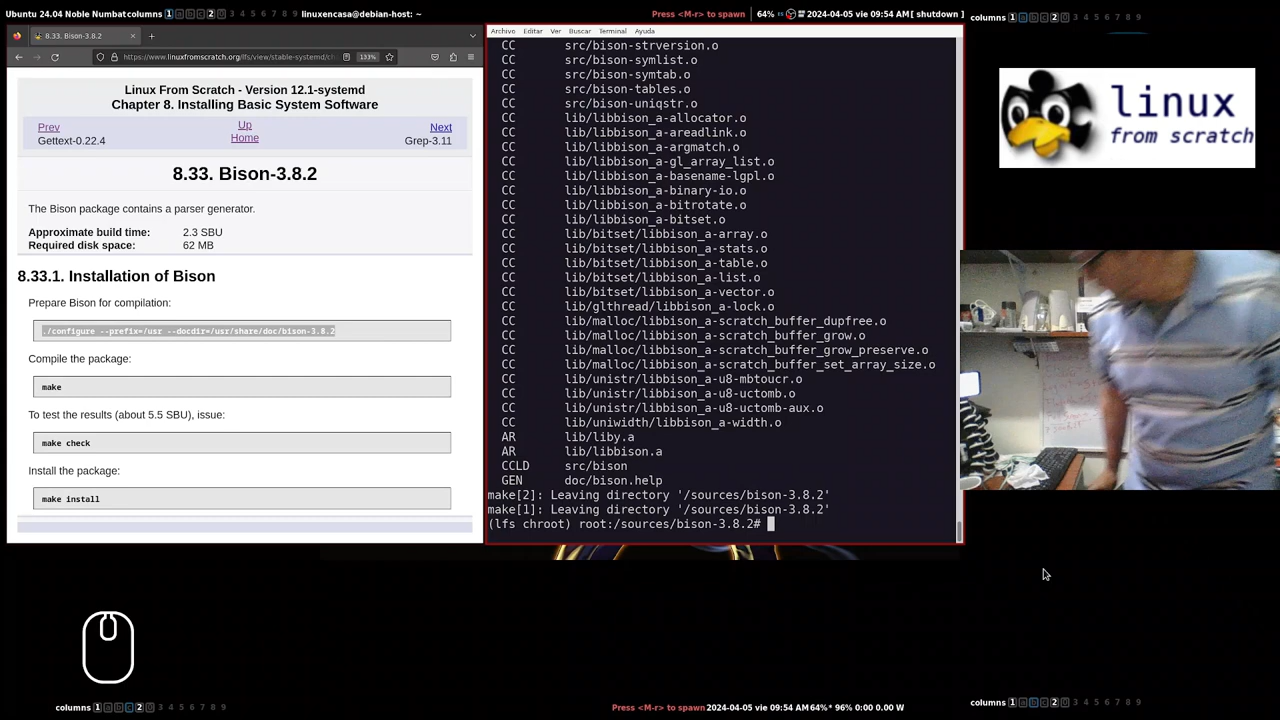 Ubuntu 24.04 Noble Numbat columns 1 a b c 2 0 3 4 5 6 7 8 9 linuxencasa@debian-host: ~
Press <M-r> to spawn 64% ES 2024-04-05 vie 09:54 AM [ shutdown ]
columns 1 a b c 2 0 3 4 5 6 7 8 9
8.33. Bison-3.8.2
https://www.linuxfromscratch.org/lfs/view/stable-systemd/ch
133%
Linux From Scratch - Version 12.1-systemd
Chapter 8. Installing Basic System Software
Prev Up Next
Gettext-0.22.4 Home Grep-3.11
8.33. Bison-3.8.2
The Bison package contains a parser generator.
Approximate build time: 2.3 SBU
Required disk space: 62 MB
8.33.1. Installation of Bison
Prepare Bison for compilation:
./configure --prefix=/usr --docdir=/usr/share/doc/bison-3.8.2
Compile the package:
make
To test the results (about 5.5 SBU), issue:
make check
Install the package:
make install
Archivo Editar Ver Buscar Terminal Ayuda
CC src/bison-strversion.o
CC src/bison-symlist.o
CC src/bison-symtab.o
CC src/bison-tables.o
CC src/bison-uniqstr.o
CC lib/libbison_a-allocator.o
CC lib/libbison_a-areadlink.o
CC lib/libbison_a-argmatch.o
CC lib/libbison_a-gl_array_list.o
CC lib/libbison_a-basename-lgpl.o
CC lib/libbison_a-binary-io.o
CC lib/libbison_a-bitrotate.o
CC lib/libbison_a-bitset.o
CC lib/bitset/libbison_a-array.o
CC lib/bitset/libbison_a-stats.o
CC lib/bitset/libbison_a-table.o
CC lib/bitset/libbison_a-list.o
CC lib/bitset/libbison_a-vector.o
CC lib/glthread/libbison_a-lock.o
CC lib/malloc/libbison_a-scratch_buffer_dupfree.o
CC lib/malloc/libbison_a-scratch_buffer_grow.o
CC lib/malloc/libbison_a-scratch_buffer_grow_preserve.o
CC lib/malloc/libbison_a-scratch_buffer_set_array_size.o
CC lib/unistr/libbison_a-u8-mbtoucr.o
CC lib/unistr/libbison_a-u8-uctomb.o
CC lib/unistr/libbison_a-u8-uctomb-aux.o
CC lib/uniwidth/libbison_a-width.o
AR lib/liby.a
AR lib/libbison.a
CCLD src/bison
GEN doc/bison.help
make[2]: Leaving directory '/sources/bison-3.8.2'
make[1]: Leaving directory '/sources/bison-3.8.2'
(lfs chroot) root:/sources/bison-3.8.2#
linux
from scratch
columns 1 a b c 2 0 3 4 5 6 7 8 9
Press <M-r> to spawn 2024-04-05 vie 09:54 AM 64%* 96% 0:00 0.00 W
columns 1 a b c 2 0 3 4 5 6 7 8 9